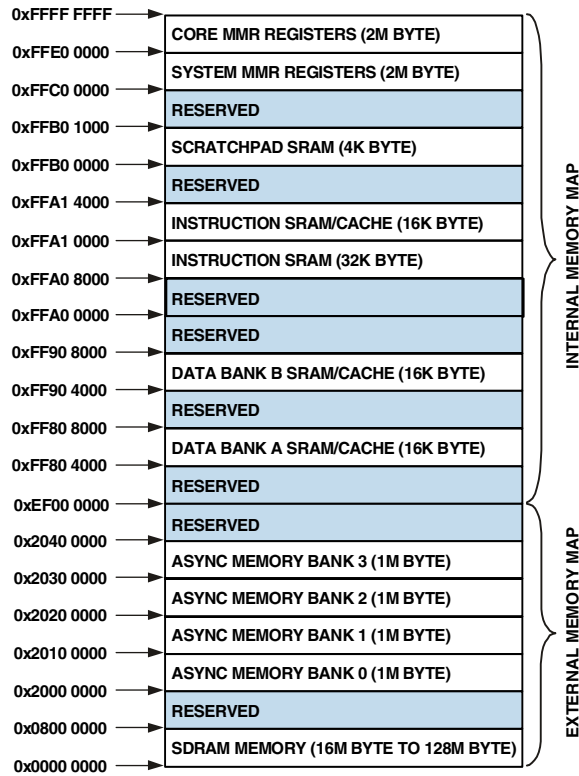 0xFFFF FFFF
CORE MMR REGISTERS (2M BYTE)
0xFFE0 0000
SYSTEM MMR REGISTERS (2M BYTE)
0xFFC0 0000
RESERVED
0xFFB0 1000
SCRATCHPAD SRAM (4K BYTE)
0xFFB0 0000
RESERVED
0xFFA1 4000
INSTRUCTION SRAM/CACHE (16K BYTE)
0xFFA1 0000
INSTRUCTION SRAM (32K BYTE)
0xFFA0 8000
RESERVED
0xFFA0 0000
RESERVED
0xFF90 8000
DATA BANK B SRAM/CACHE (16K BYTE)
0xFF90 4000
RESERVED
0xFF80 8000
DATA BANK A SRAM/CACHE (16K BYTE)
0xFF80 4000
RESERVED
0xEF00 0000
RESERVED
0x2040 0000
ASYNC MEMORY BANK 3 (1M BYTE)
0x2030 0000
ASYNC MEMORY BANK 2 (1M BYTE)
0x2020 0000
ASYNC MEMORY BANK 1 (1M BYTE)
0x2010 0000
ASYNC MEMORY BANK 0 (1M BYTE)
0x2000 0000
RESERVED
0x0800 0000
SDRAM MEMORY (16M BYTE TO 128M BYTE)
0x0000 0000
INTERNAL MEMORY MAP
EXTERNAL MEMORY MAP